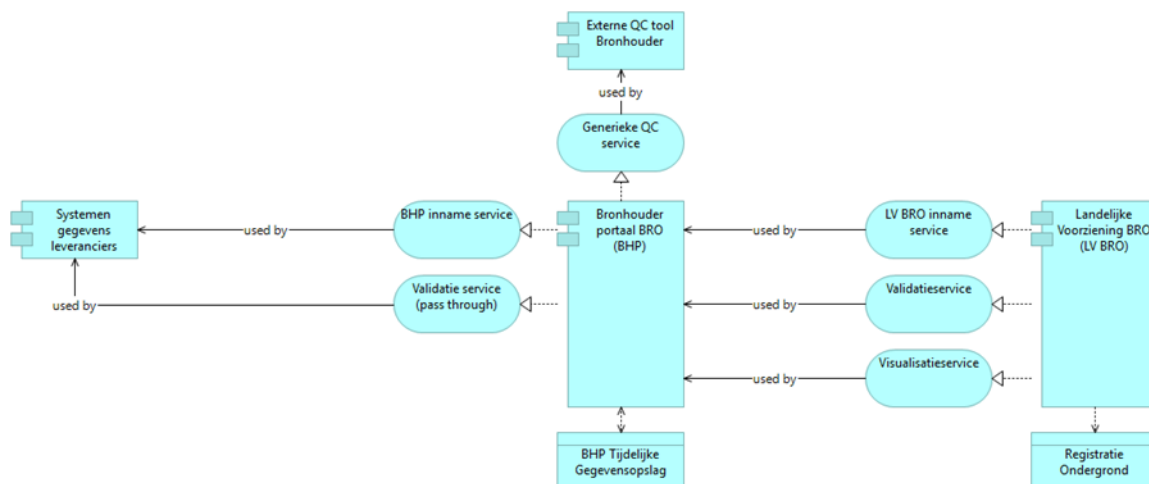 Externe QC tool
Bronhouder
used by
Generieke QC
service
Systemen
gegevens
leveranciers
used by
BHP inname service
Bronhouder
portaal BRO
(BHP)
used by
LV BRO inname
service
Landelijke
Voorziening BRO
(LV BRO)
used by
Validatie service
(pass through)
used by
Validatieservice
used by
Visualisatieservice
BHP Tijdelijke
Gegevensopslag
Registratie
Ondergrond